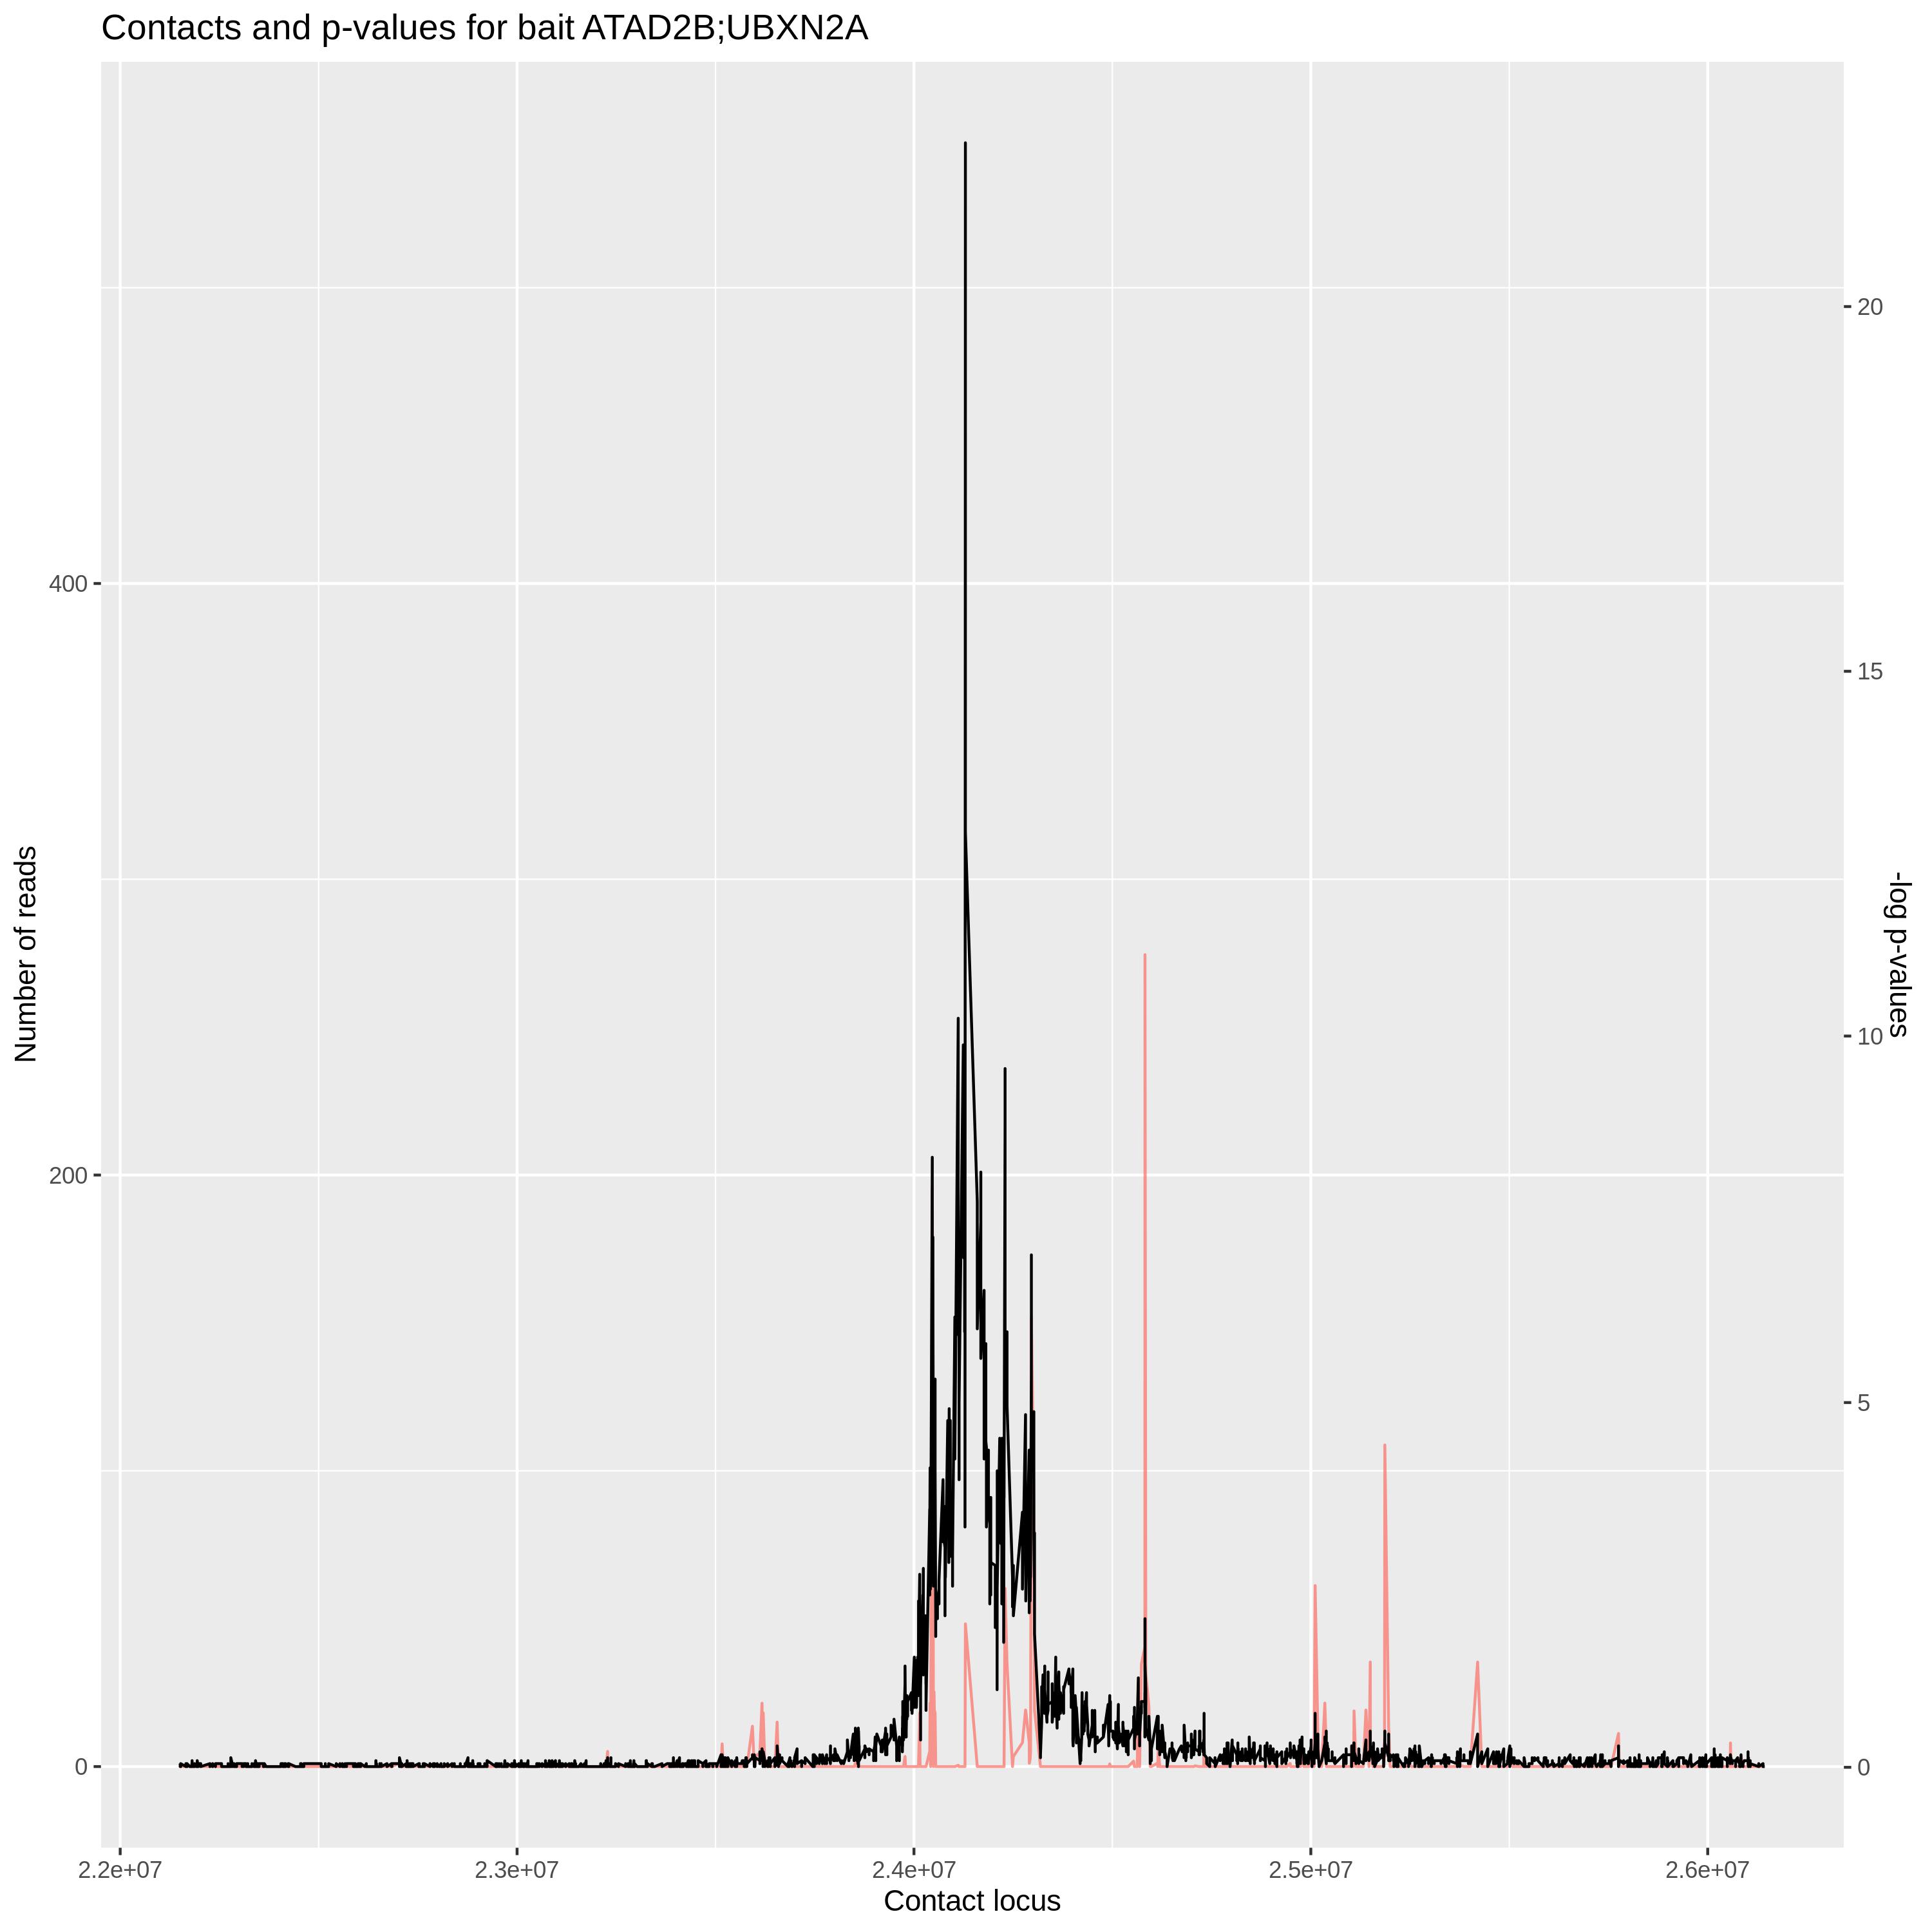 Contacts and p-values for bait ATAD2B;UBXN2A
Number of reads
400
200
0
20
15
10
5
0
-log p-values
2.2e+07
2.3e+07
2.4e+07
2.5e+07
2.6e+07
Contact locus